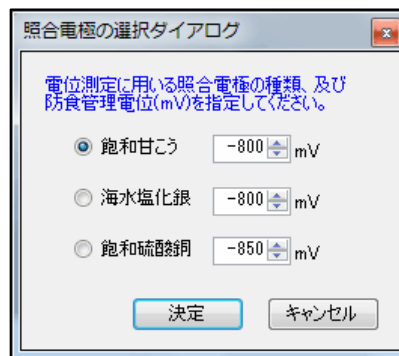 照合電極の選択ダイアログ
電位測定に用いる照合電極の種類、及び
防食管理電位(mV)を指定してください。
飽和甘こう -800 mV
海水塩化銀 -800 mV
飽和硫酸銅 -850 mV
決定 キャンセル